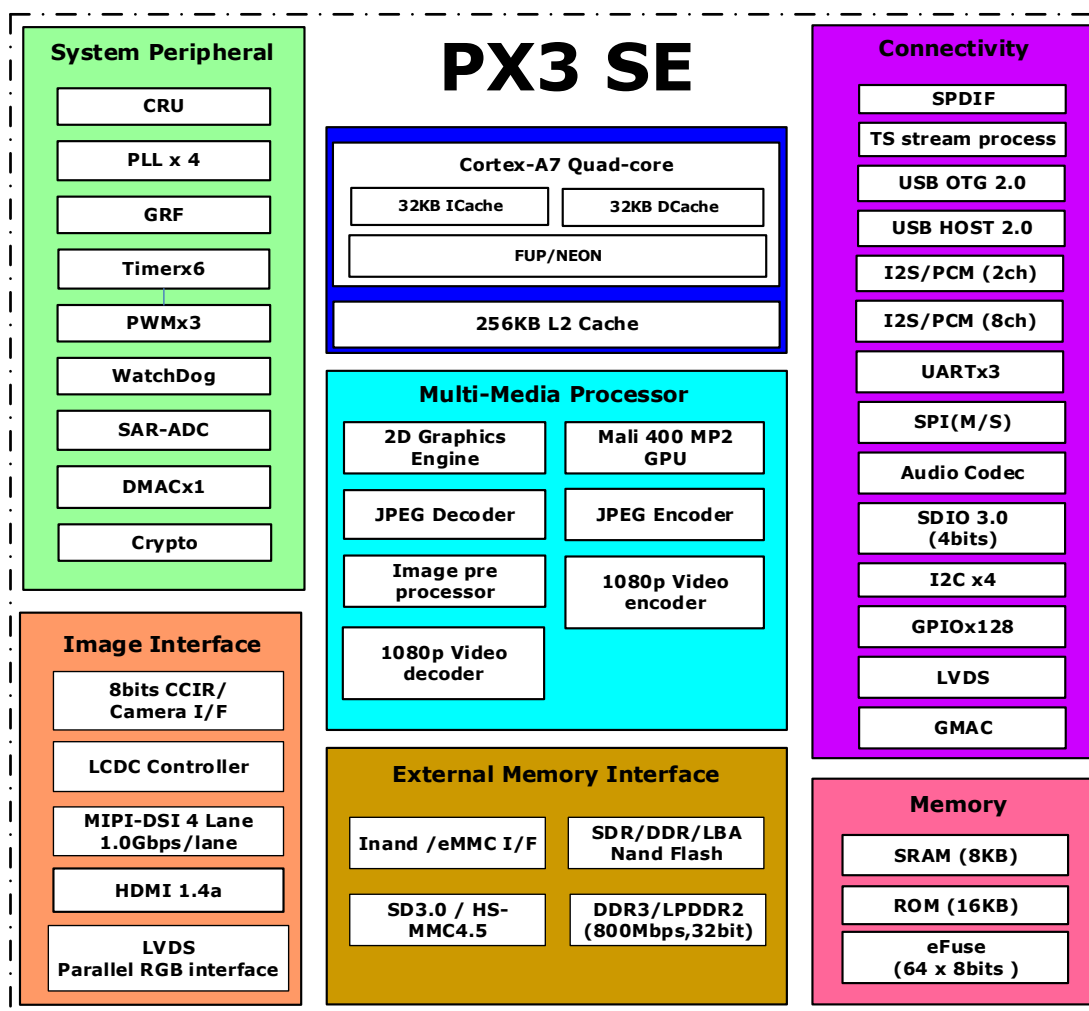 PX3 SE
System Peripheral
CRU
PLL x 4
GRF
Timerx6
PWMx3
WatchDog
SAR-ADC
DMACx1
Crypto
Image Interface
8bits CCIR/
Camera I/F
LCDC Controller
MIPI-DSI 4 Lane
1.0Gbps/lane
HDMI 1.4a
LVDS
Parallel RGB interface
Cortex-A7 Quad-core
32KB ICache
32KB DCache
FUP/NEON
256KB L2 Cache
Multi-Media Processor
2D Graphics
Engine
Mali 400 MP2
GPU
JPEG Decoder
JPEG Encoder
Image pre
processor
1080p Video
encoder
1080p Video
decoder
External Memory Interface
Inand /eMMC I/F
SDR/DDR/LBA
Nand Flash
SD3.0 / HS-
MMC4.5
DDR3/LPDDR2
(800Mbps,32bit)
Connectivity
SPDIF
TS stream process
USB OTG 2.0
USB HOST 2.0
I2S/PCM (2ch)
I2S/PCM (8ch)
UARTx3
SPI(M/S)
Audio Codec
SDIO 3.0
(4bits)
I2C x4
GPIOx128
LVDS
GMAC
Memory
SRAM (8KB)
ROM (16KB)
eFuse
(64 x 8bits )